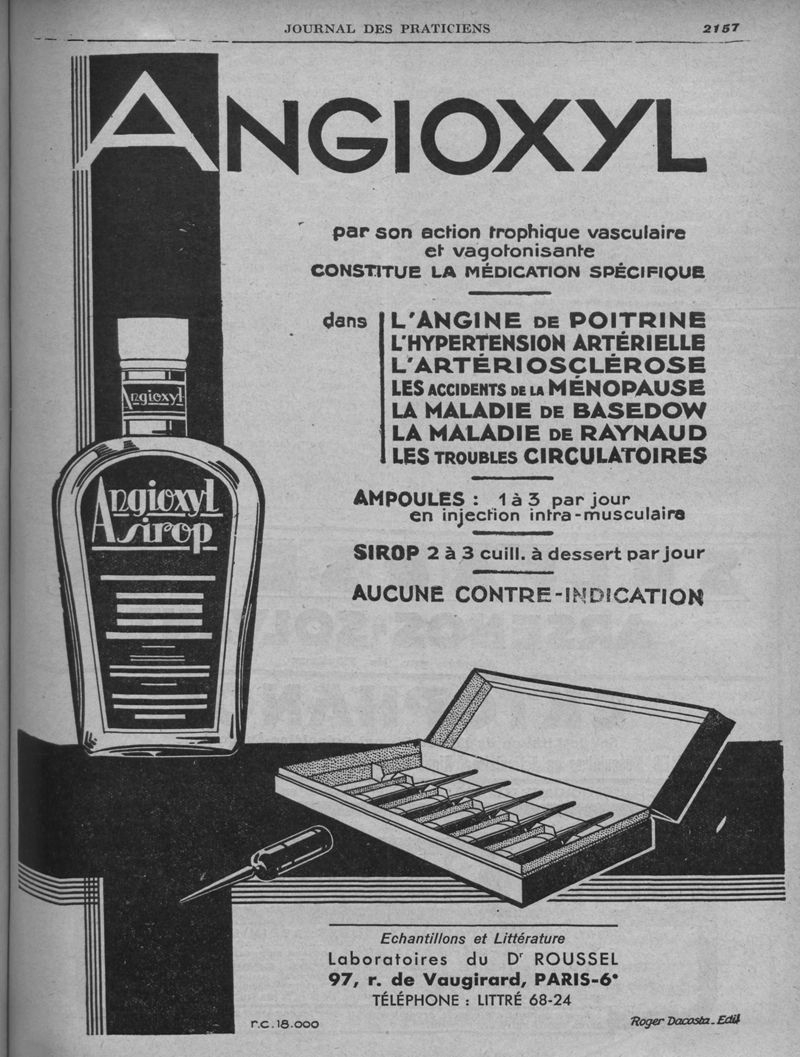 JOURNAL DES PRATICIENS 2157
ANGIOXYL
par son action trophique vasculaire
et vagotonisante
CONSTITUE LA MÉDICATION SPÉCIFIQUE
dans
L'ANGINE DE POITRINE
L'HYPERTENSION ARTÉRIELLE
L'ARTÉRIOSCLÉROSE
LES ACCIDENTS DE LA MÉNOPAUSE
LA MALADIE DE BASEDOW
LA MALADIE DE RAYNAUD
LES TROUBLES CIRCULATOIRES
Angioxyl
Angioxyl
sirop
AMPOULES : 1 à 3 par jour
en injection intra-musculaire
SIROP 2 à 3 cuill. à dessert par jour
AUCUNE CONTRE-INDICATION
Echantillons et Littérature
Laboratoires du Dr ROUSSEL
97, r. de Vaugirard, PARIS-6e
TÉLÉPHONE : LITTRÉ 68-24
r.c. 18.000
Roger Dacosta_Edit